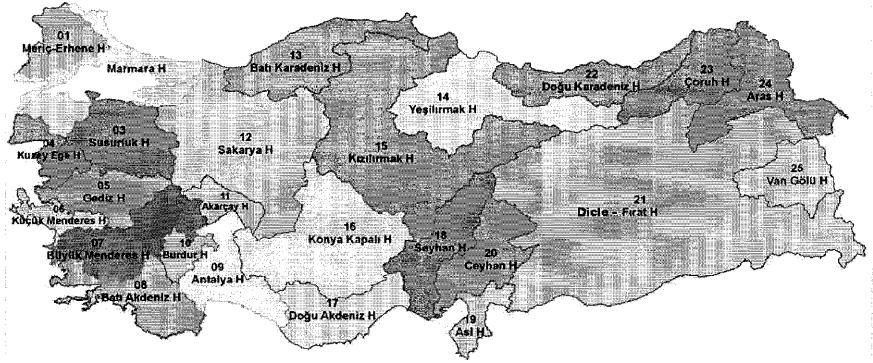 01
Meriç-Erhene H
Marmara H
13
Batı Karadeniz H
22
Doğu Karadeniz H
23
Çoruh H
24
Aras H
14
Yeşilırmak H
03
Susurluk H
04
Kuzey Ege H
12
Sakarya H
15
Kızılırmak H
25
Van Gölü H
05
Gediz H
11
Akarçay H
21
Dicle - Fırat H
06
Küçük Menderes H
16
Konya Kapalı H
18
Seyhan H
07
Büyük Menderes H
10
Burdur H
20
Ceyhan H
09
Antalya H
08
Batı Akdeniz H
17
Doğu Akdeniz H
19
Asi H